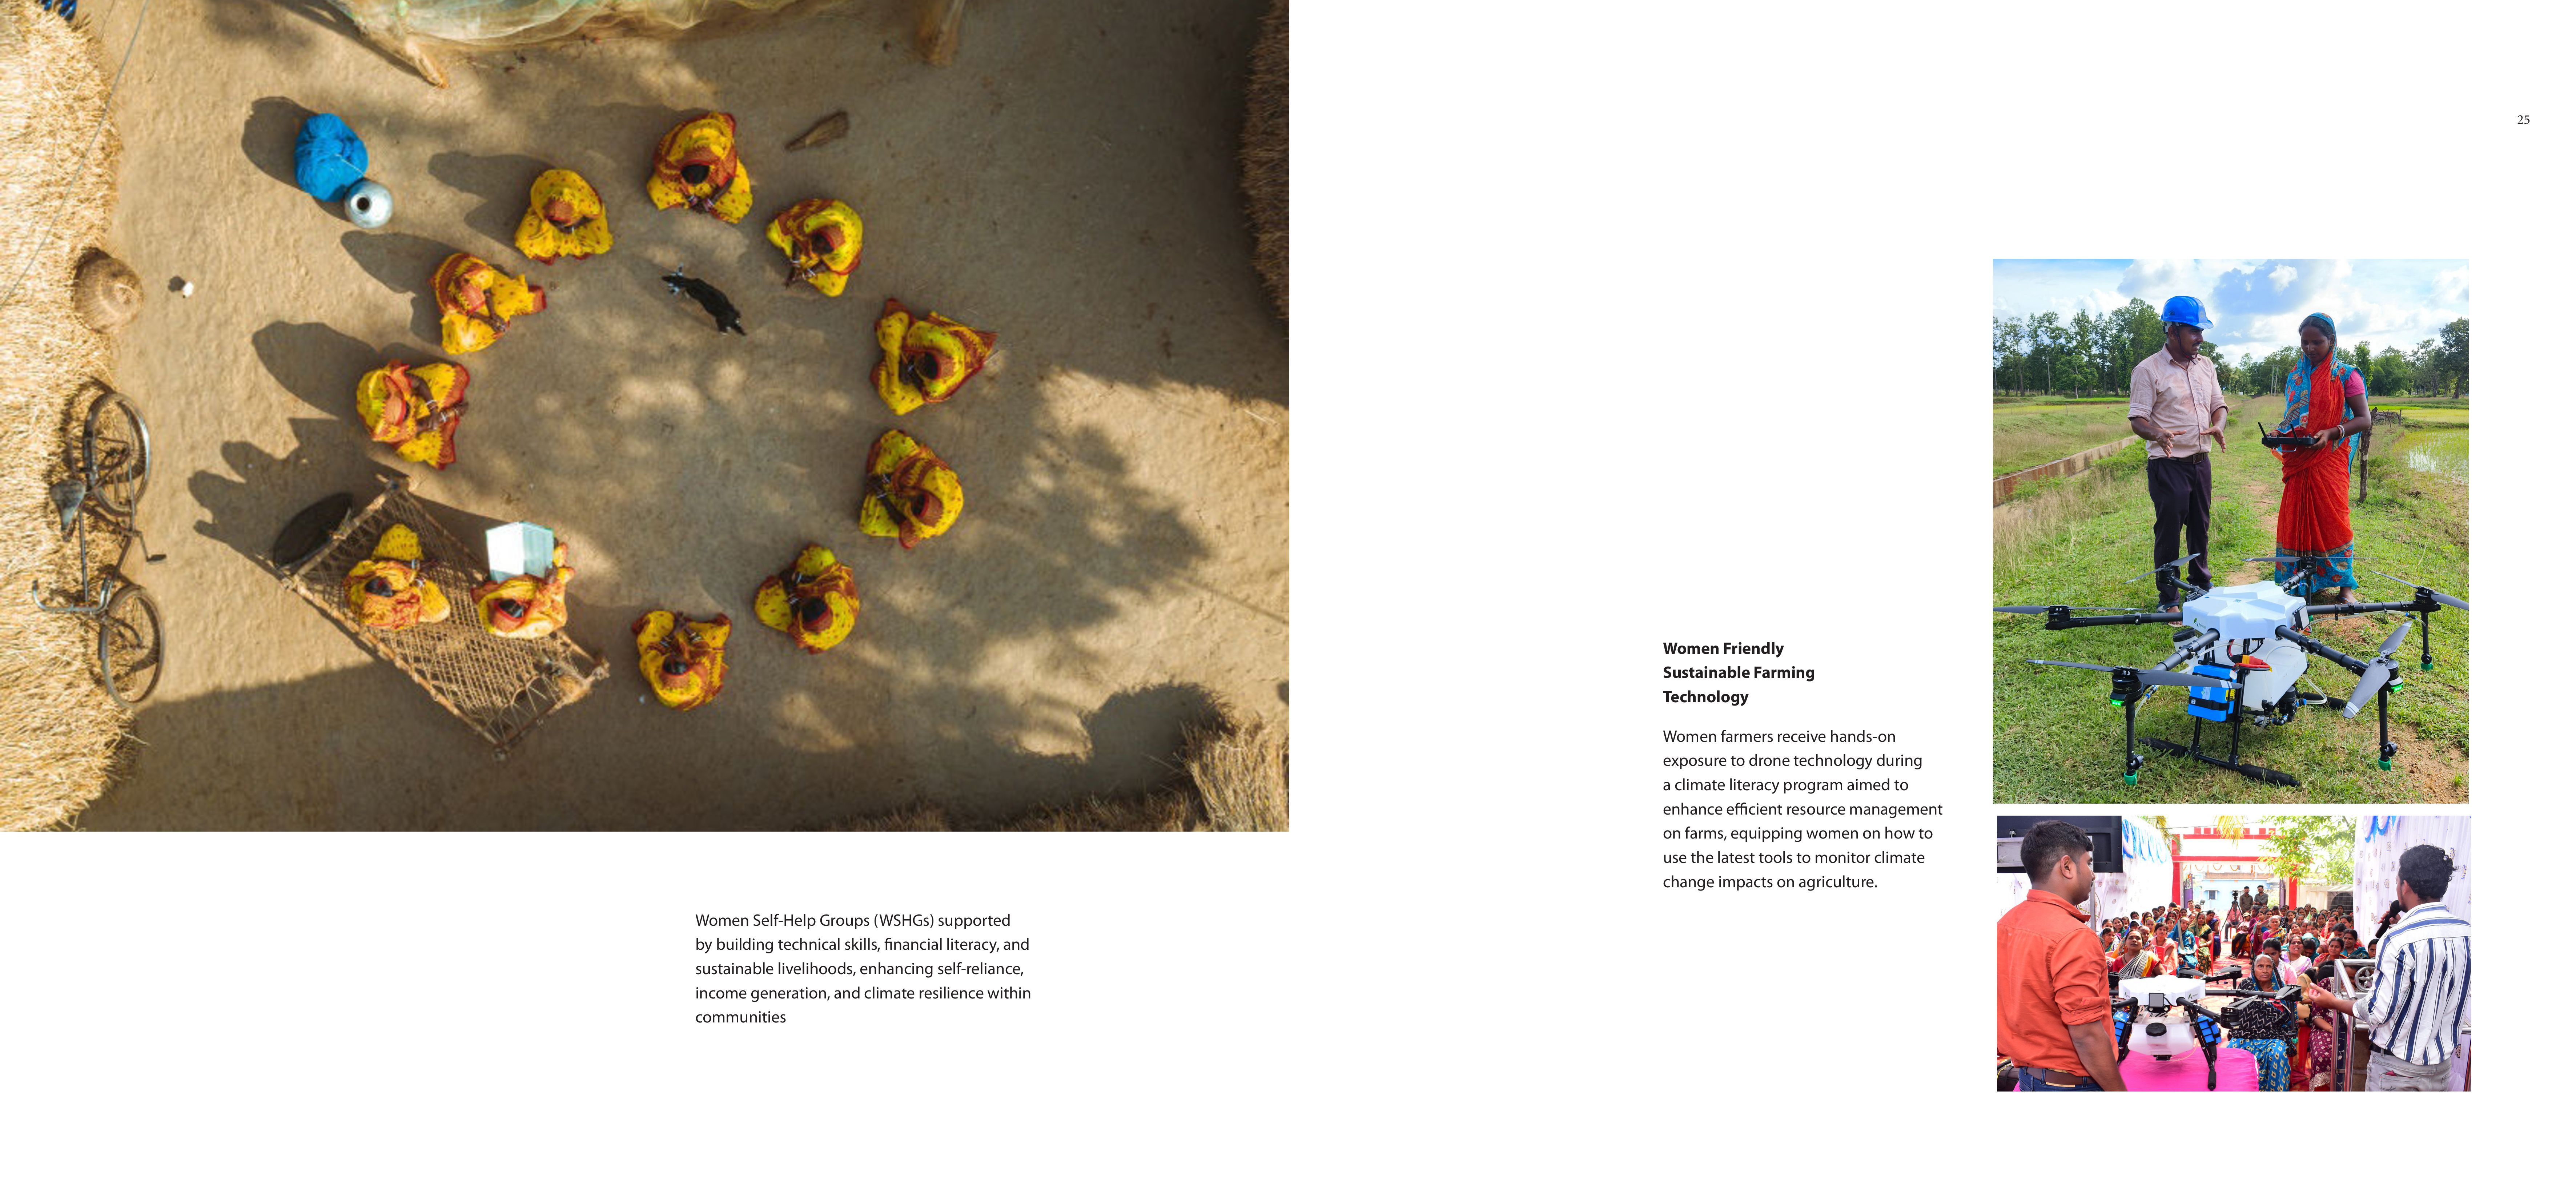 25
Women Friendly
Sustainable Farming
Technology
Women farmers receive hands-on
exposure to drone technology during
a climate literacy program aimed to
enhance efficient resource management
on farms, equipping women on how to
use the latest tools to monitor climate
change impacts on agriculture.
Women Self-Help Groups (WSHGs) supported
by building technical skills, financial literacy, and
sustainable livelihoods, enhancing self-reliance,
income generation, and climate resilience within
communities